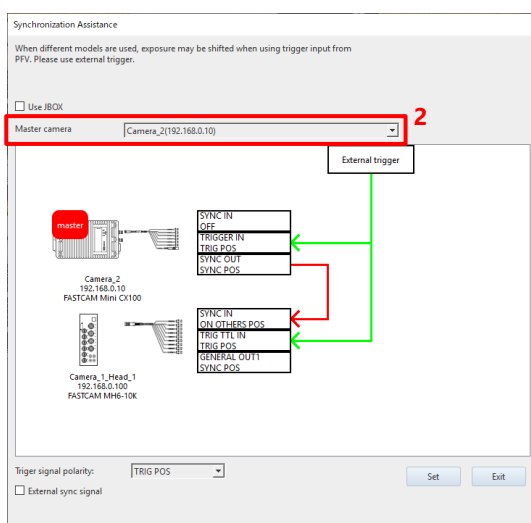 Synchronization Assistance
When different models are used, exposure may be shifted when using trigger input from
PFV. Please use external trigger.
Use JBOX
Master camera Camera_2(192.168.0.10)
2
External trigger
master
SYNC IN
OFF
TRIGGER IN
TRIG POS
SYNC OUT
SYNC POS
Camera_2
192.168.0.10
FASTCAM Mini CX100
SYNC IN
ON OTHERS POS
TRIG TTL IN
TRIG POS
GENERAL OUT1
SYNC POS
Camera_1_Head_1
192.168.0.100
FASTCAM MH6-10K
Triger signal polarity: TRIG POS
Set Exit
External sync signal